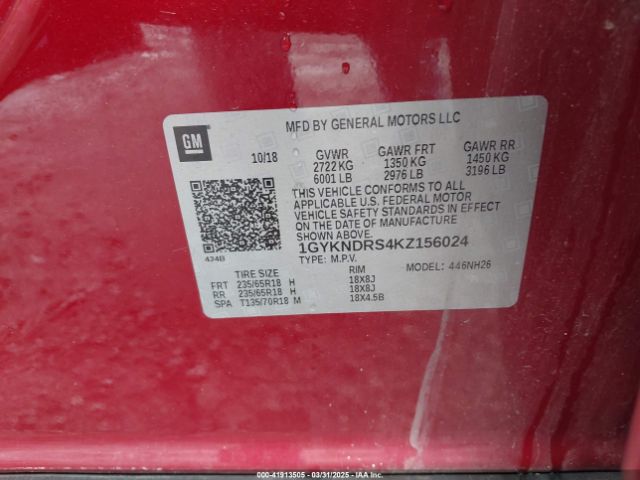 MFD BY GENERAL MOTORS LLC
GM
10/18 GVWR GAWR FRT GAWR RR
2722 KG 1350 KG 1450 KG
6001 LB 2976 LB 3196 LB
THIS VEHICLE CONFORMS TO ALL
APPLICABLE U.S. FEDERAL MOTOR
VEHICLE SAFETY STANDARDS IN EFFECT
ON THE DATE OF MANUFACTURE
SHOWN ABOVE.
1GYKNDRS4KZ156024
TYPE: M.P.V. MODEL: 446NH26
434B
TIRE SIZE RIM
FRT 235/65R18 H 18X8J
RR 235/65R18 H 18X8J
SPA T135/70R18 M 18X4.5B
000-41913505 - 03/31/2025 - IAAI.com